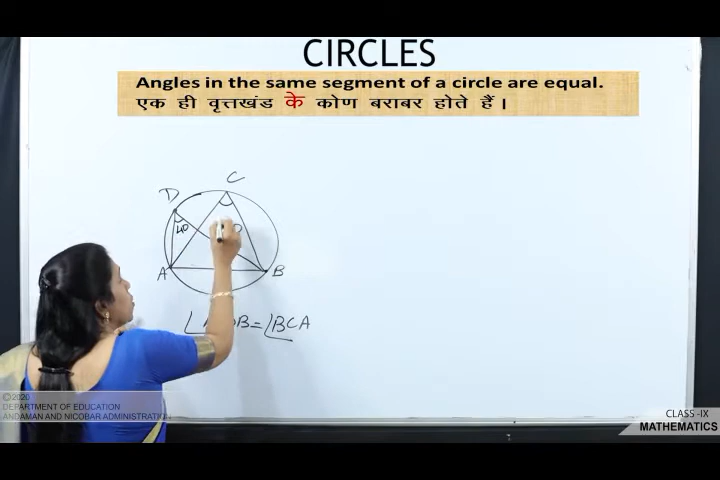 CIRCLES
Angles in the same segment of a circle are equal.
एक ही वृत्तखंड के कोण बराबर होते हैं ।
C
D
40
A
B
B = ∠BCA
©2020
DEPARTMENT OF EDUCATION
ANDAMAN AND NICOBAR ADMINISTRATION
CLASS -IX
MATHEMATICS